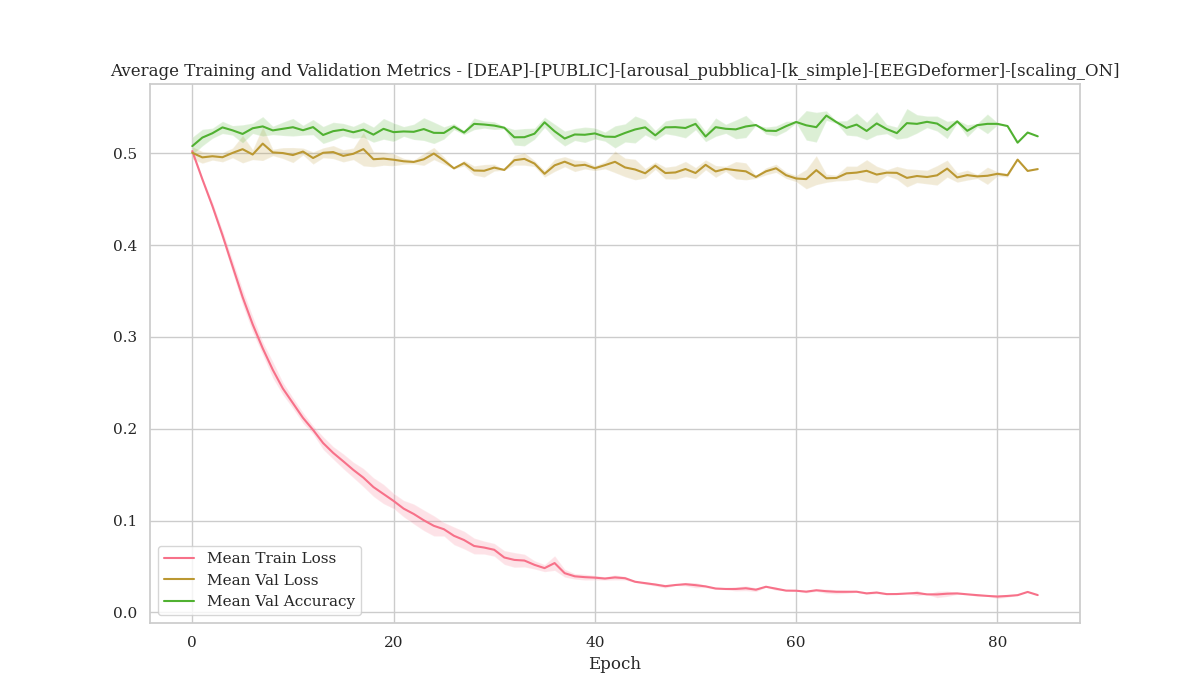 Average Training and Validation Metrics - [DEAP]-[PUBLIC]-[arousal_pubblica]-[k_simple]-[EEGDeformer]-[scaling_ON]
0.5
0.4
0.3
0.2
0.1
0.0
Mean Train Loss
Mean Val Loss
Mean Val Accuracy
0 20 40 60 80
Epoch